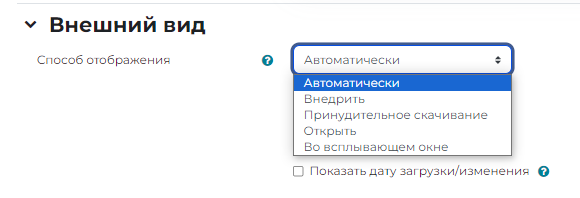 Внешний вид
Способ отображения
Автоматически
Автоматически
Внедрить
Принудительное скачивание
Открыть
Во всплывающем окне
Показать дату загрузки/изменения